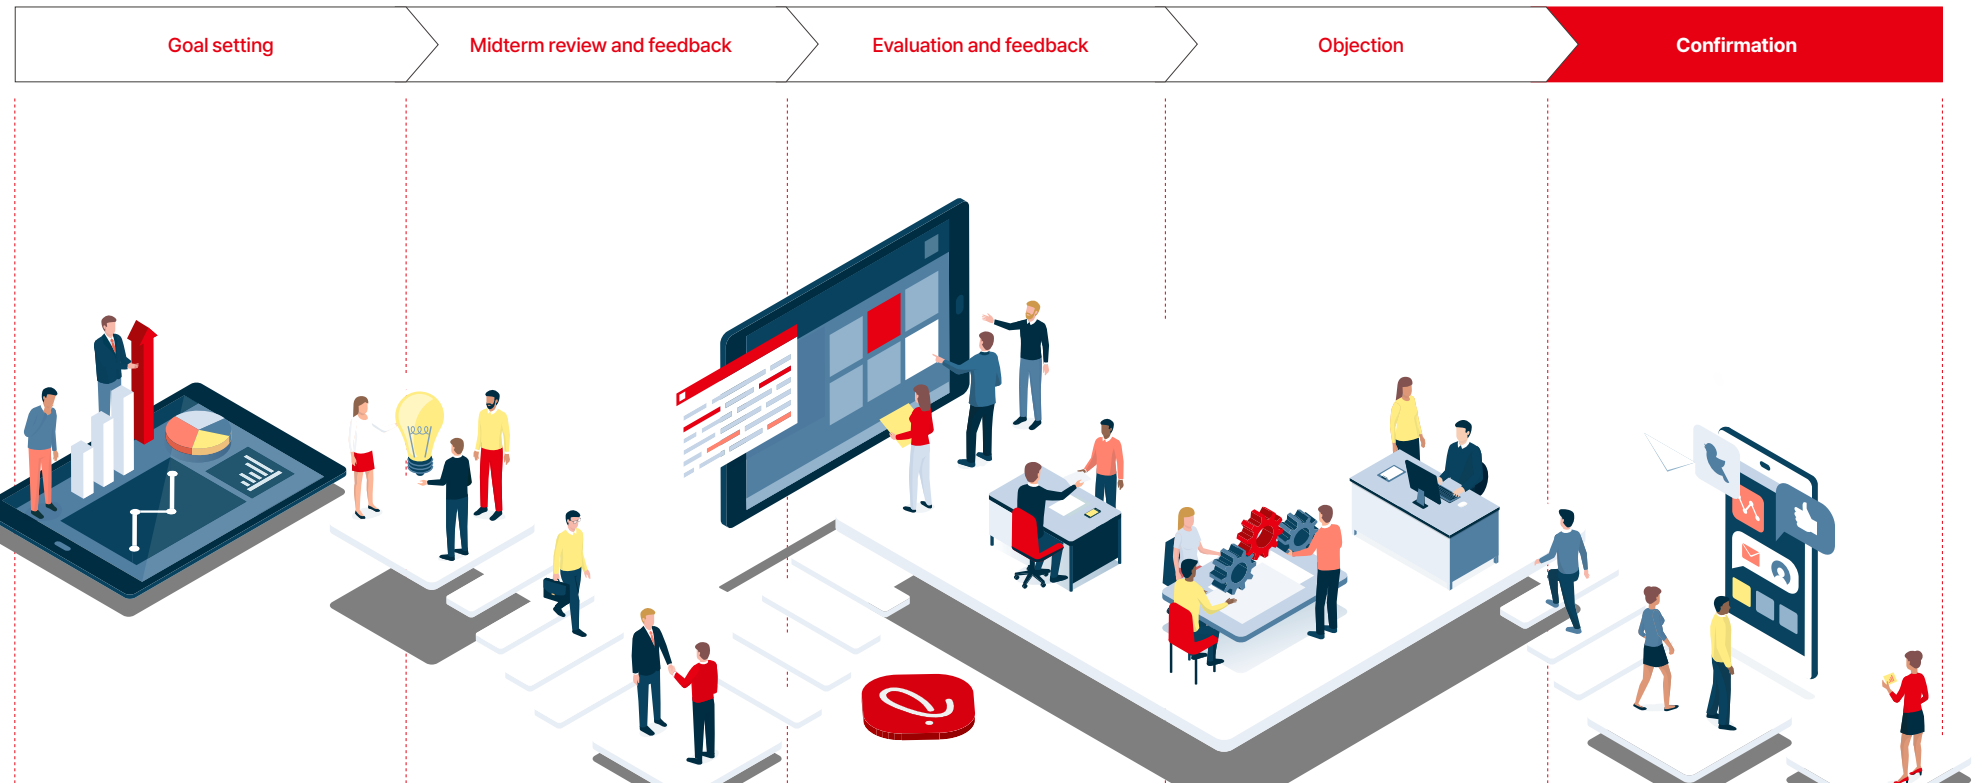 Goal setting
Midterm review and feedback
Evaluation and feedback
Objection
Confirmation